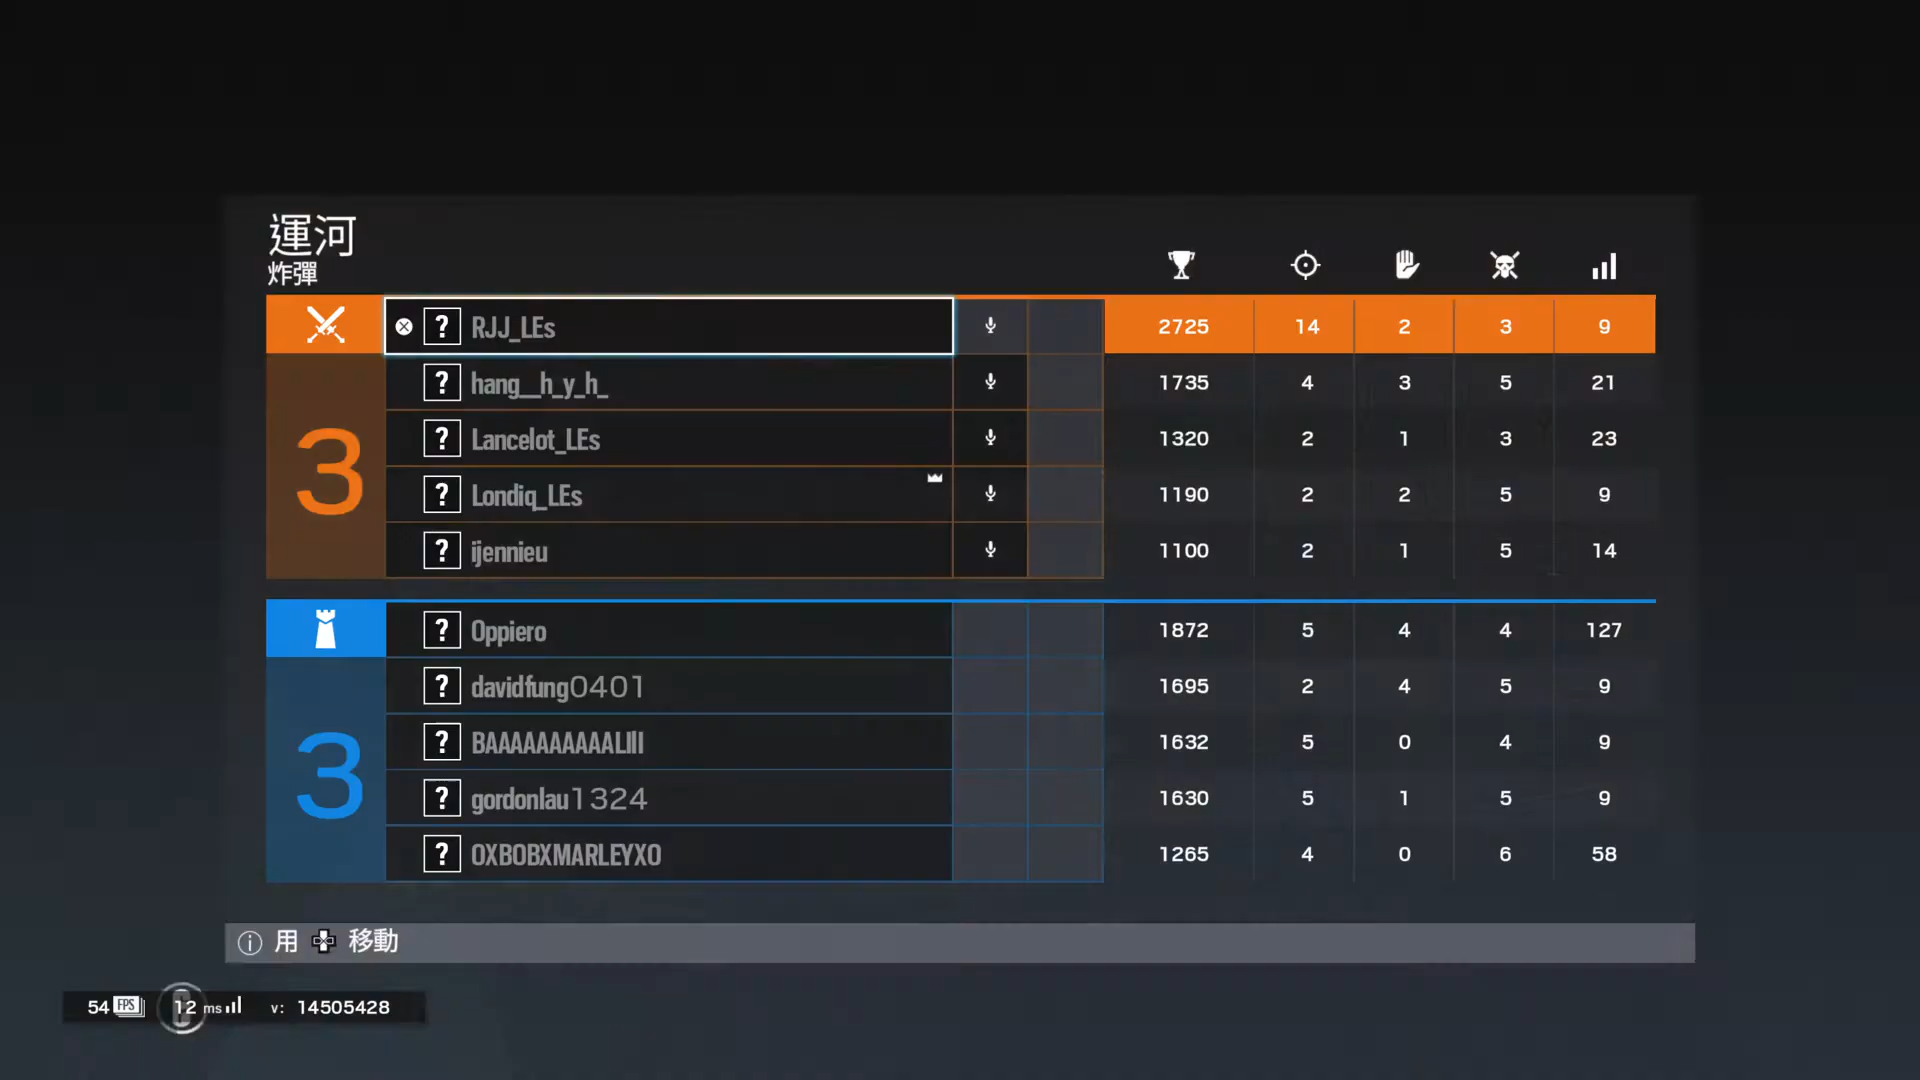 運河
炸彈
RJJ_LEs 2725 14 2 3 9
3
? hang__h_y_h_ 1735 4 3 5 21
? Lancelot_LEs 1320 2 1 3 23
? Londiq_LEs 1190 2 2 5 9
? ijennieu 1100 2 1 5 14
? Oppiero 1872 5 4 4 127
3
? davidfung0401 1695 2 4 5 9
? BAAAAAAAAAALIII 1632 5 0 4 9
? gordonlau1324 1630 5 1 5 9
? OXBOBXMARLEYXO 1265 4 0 6 58
用 移動
54 FPS 12 ms v: 14505428